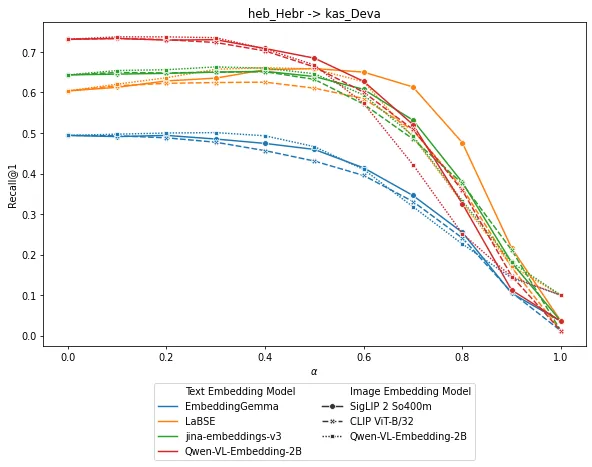 heb_Hebr -> kas_Deva
Recall@1
0.7
0.6
0.5
0.4
0.3
0.2
0.1
0.0
0.0 0.2 0.4 0.6 0.8 1.0
α
Text Embedding Model Image Embedding Model
EmbeddingGemma SigLIP 2 So400m
LaBSE CLIP ViT-B/32
jina-embeddings-v3 Qwen-VL-Embedding-2B
Qwen-VL-Embedding-2B